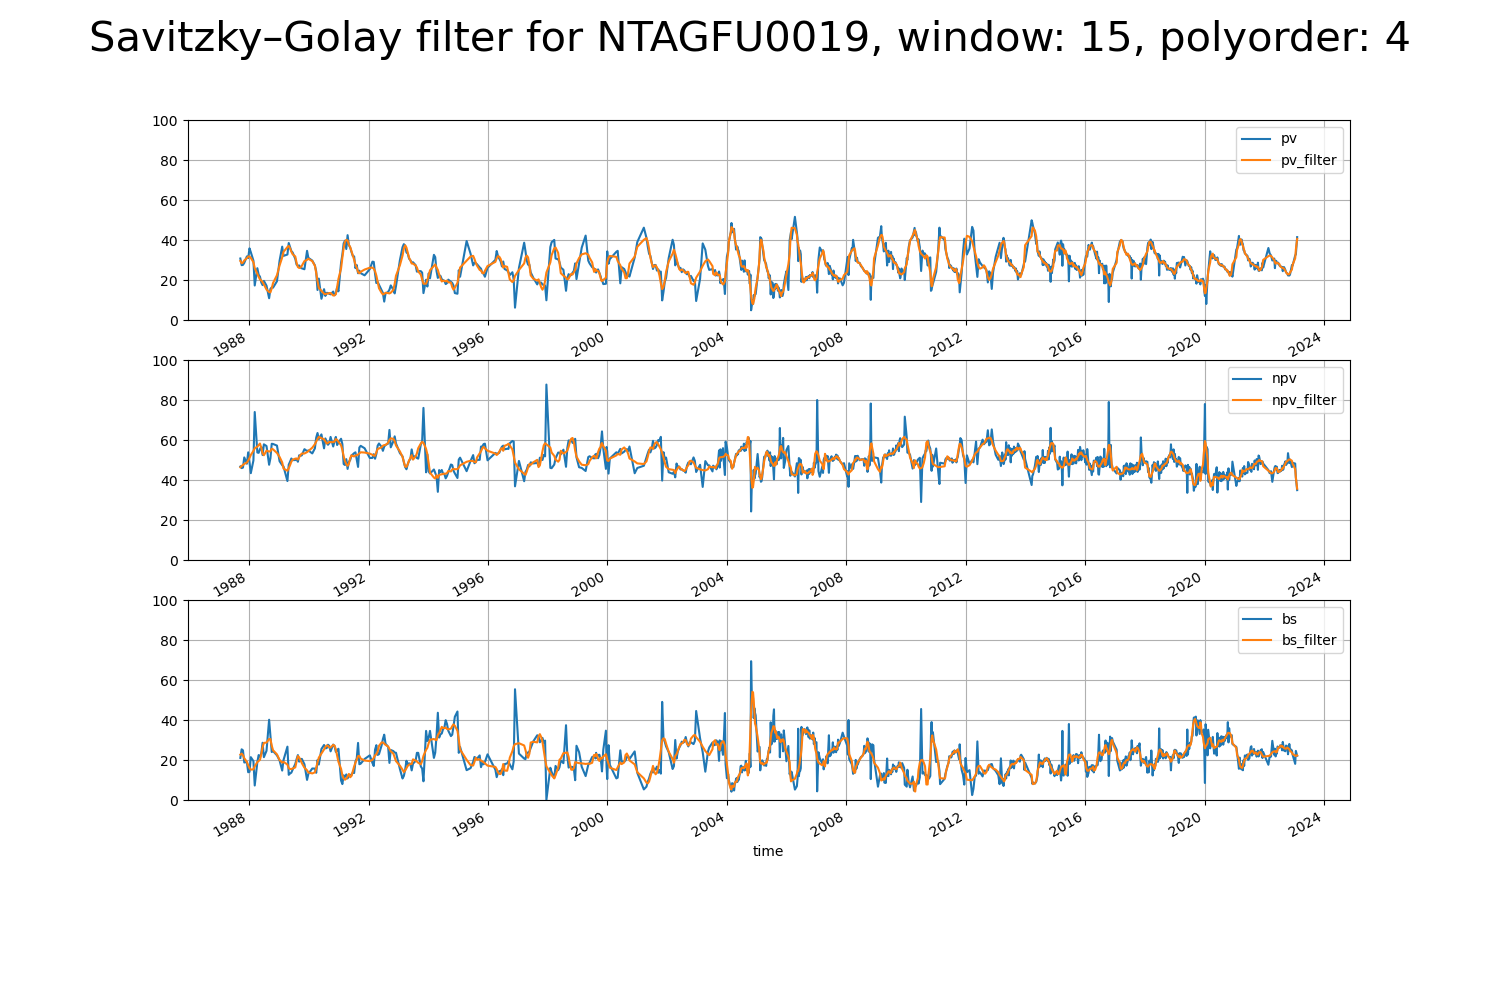 Savitzky–Golay filter for NTAGFU0019, window: 15, polyorder: 4
100
80
60
40
20
0
pv
pv_filter
1988 1992 1996 2000 2004 2008 2012 2016 2020 2024
100
80
60
40
20
0
npv
npv_filter
1988 1992 1996 2000 2004 2008 2012 2016 2020 2024
100
80
60
40
20
0
bs
bs_filter
1988 1992 1996 2000 2004 2008 2012 2016 2020 2024
time